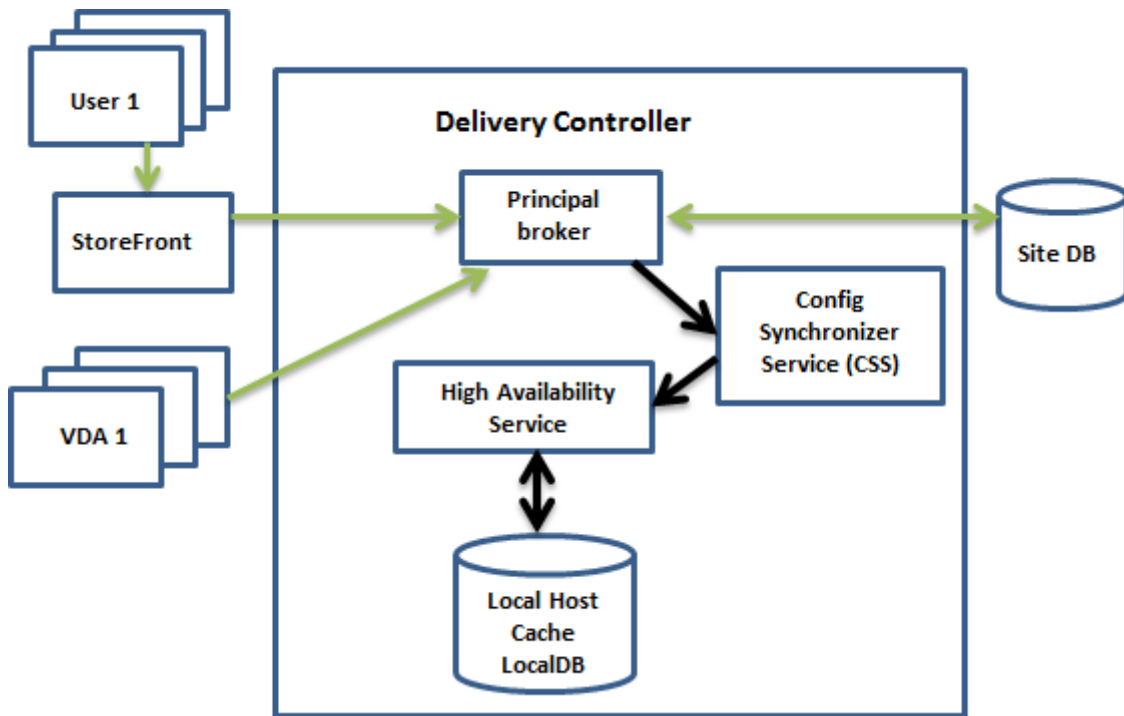 User 1
Delivery Controller
StoreFront
Principal
broker
Site DB
Config
Synchronizer
Service (CSS)
VDA 1
High Availability
Service
Local Host
Cache
LocalDB